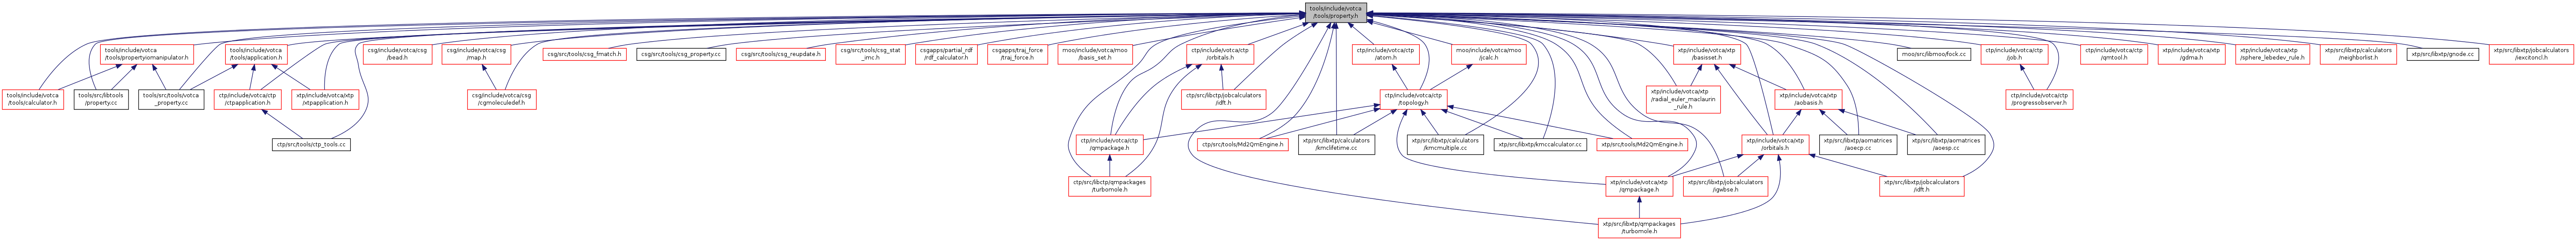 tools/include/votca
/tools/property.h
tools/include/votca
/tools/propertyiomanipulator.h
tools/include/votca
/tools/application.h
csg/include/votca/csg
/bead.h
csg/include/votca/csg
/map.h
csg/src/tools/csg_fmatch.h
csg/src/tools/csg_property.cc
csg/src/tools/csg_reupdate.h
csg/src/tools/csg_stat
_imc.h
csgapps/partial_rdf
/rdf_calculator.h
csgapps/traj_force
/traj_force.h
moo/include/votca/moo
/basis_set.h
ctp/include/votca/ctp
/orbitals.h
ctp/include/votca/ctp
/atom.h
moo/include/votca/moo
/jcalc.h
xtp/include/votca/xtp
/basisset.h
moo/src/libmoo/fock.cc
ctp/include/votca/ctp
/job.h
ctp/include/votca/ctp
/qmtool.h
xtp/include/votca/xtp
/gdma.h
xtp/include/votca/xtp
/sphere_lebedev_rule.h
xtp/src/libxtp/calculators
/neighborlist.h
xtp/src/libxtp/gnode.cc
xtp/src/libxtp/jobcalculators
/iexcitoncl.h
tools/include/votca
/tools/calculator.h
tools/src/libtools
/property.cc
tools/src/tools/votca
_property.cc
ctp/include/votca/ctp
/ctpapplication.h
xtp/include/votca/xtp
/xtpapplication.h
csg/include/votca/csg
/cgmoleculedef.h
ctp/src/libctp/jobcalculators
/idft.h
ctp/include/votca/ctp
/topology.h
xtp/include/votca/xtp
/radial_euler_maclaurin
_rule.h
xtp/include/votca/xtp
/aobasis.h
ctp/include/votca/ctp
/progressobserver.h
ctp/src/tools/ctp_tools.cc
ctp/include/votca/ctp
/qmpackage.h
ctp/src/tools/Md2QmEngine.h
xtp/src/libxtp/calculators
/kmclifetime.cc
xtp/src/libxtp/calculators
/kmcmultiple.cc
xtp/src/libxtp/kmccalculator.cc
xtp/src/tools/Md2QmEngine.h
xtp/include/votca/xtp
/orbitals.h
xtp/src/libxtp/aomatrices
/aoecp.cc
xtp/src/libxtp/aomatrices
/aoesp.cc
ctp/src/libctp/qmpackages
/turbomole.h
xtp/include/votca/xtp
/qmpackage.h
xtp/src/libxtp/jobcalculators
/gwbse.h
xtp/src/libxtp/jobcalculators
/idft.h
xtp/src/libxtp/qmpackages
/turbomole.h